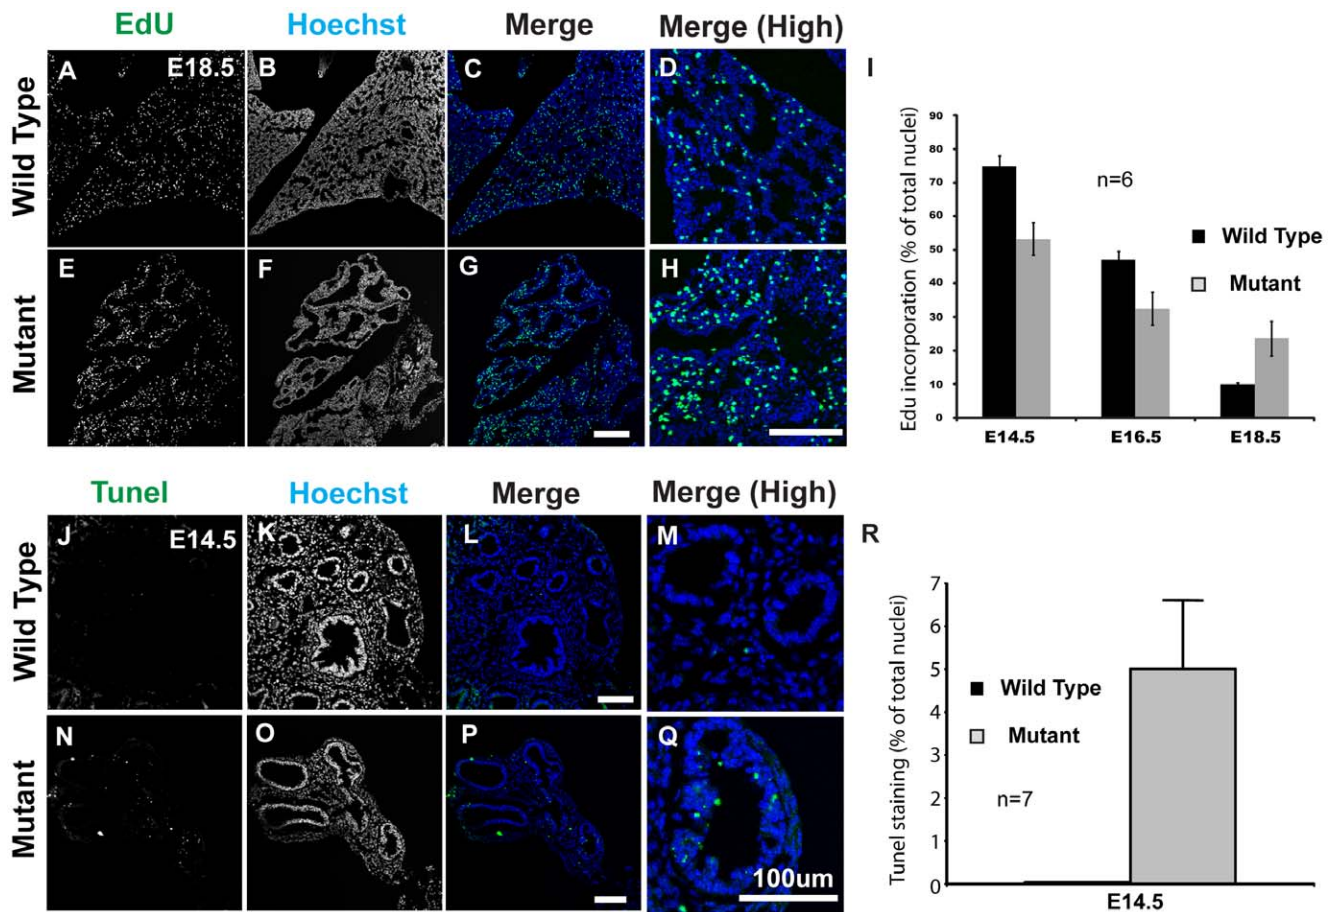 EdU Hoechst Merge Merge (High)
Wild Type
A E18.5 B C D
Mutant
E F G H
I
Edu incorporation (% of total nuclei)
90
80
70
60
50
40
30
20
10
0
n=6
Wild Type
Mutant
E14.5 E16.5 E18.5
Tunel Hoechst Merge Merge (High)
Wild Type
J E14.5 K L M
Mutant
N O P Q
100um
R
Tunel staining (% of total nuclei)
7
6
5
4
3
2
1
0
Wild Type
Mutant
n=7
E14.5